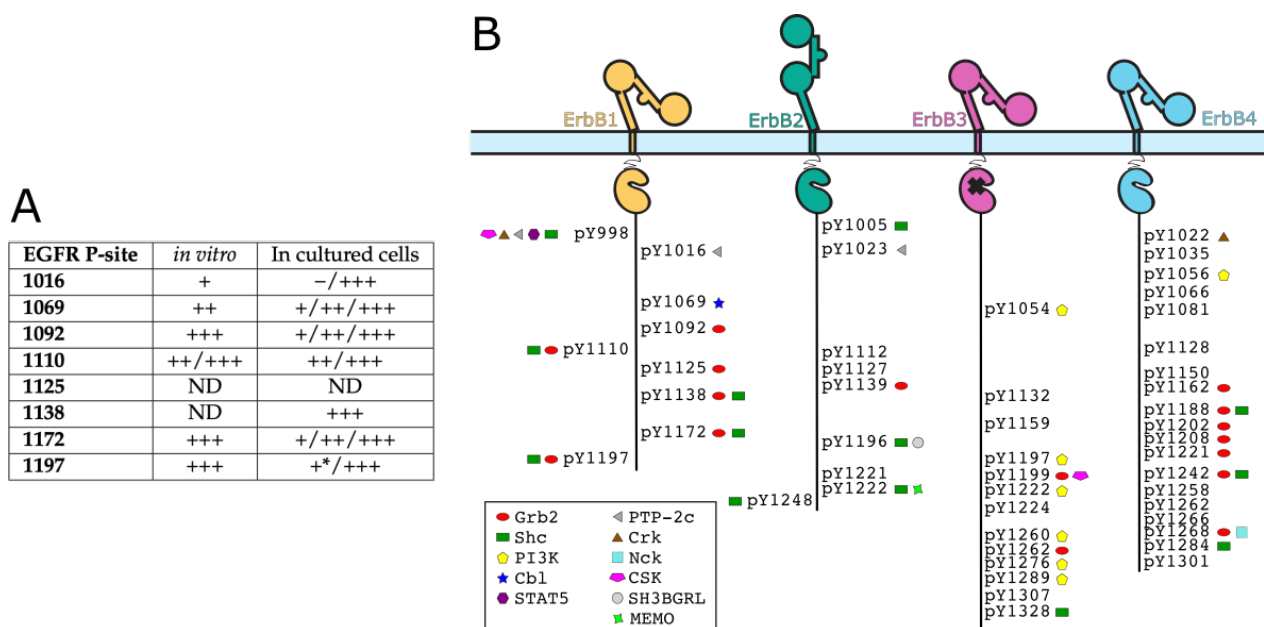 A
EGFR P-site in vitro In cultured cells
1016 + −/+++
1069 ++ +/++/+++
1092 +++ +/++/+++
1110 ++/+++ ++/+++
1125 ND ND
1138 ND +++
1172 +++ +/++/+++
1197 +++ +*/+++
B
ErbB1
ErbB2
ErbB3
ErbB4
pY998
pY1016
pY1069
pY1092
pY1110
pY1125
pY1138
pY1172
pY1197
pY1005
pY1023
pY1112
pY1127
pY1139
pY1196
pY1221
pY1222
pY1248
pY1054
pY1132
pY1159
pY1197
pY1199
pY1222
pY1224
pY1260
pY1262
pY1276
pY1289
pY1307
pY1328
pY1022
pY1035
pY1056
pY1066
pY1081
pY1128
pY1150
pY1162
pY1188
pY1202
pY1208
pY1221
pY1242
pY1258
pY1262
pY1266
pY1268
pY1284
pY1301
Grb2
Shc
PI3K
Cbl
STAT5
PTP-2c
Crk
Nck
CSK
SH3BGRL
MEMO